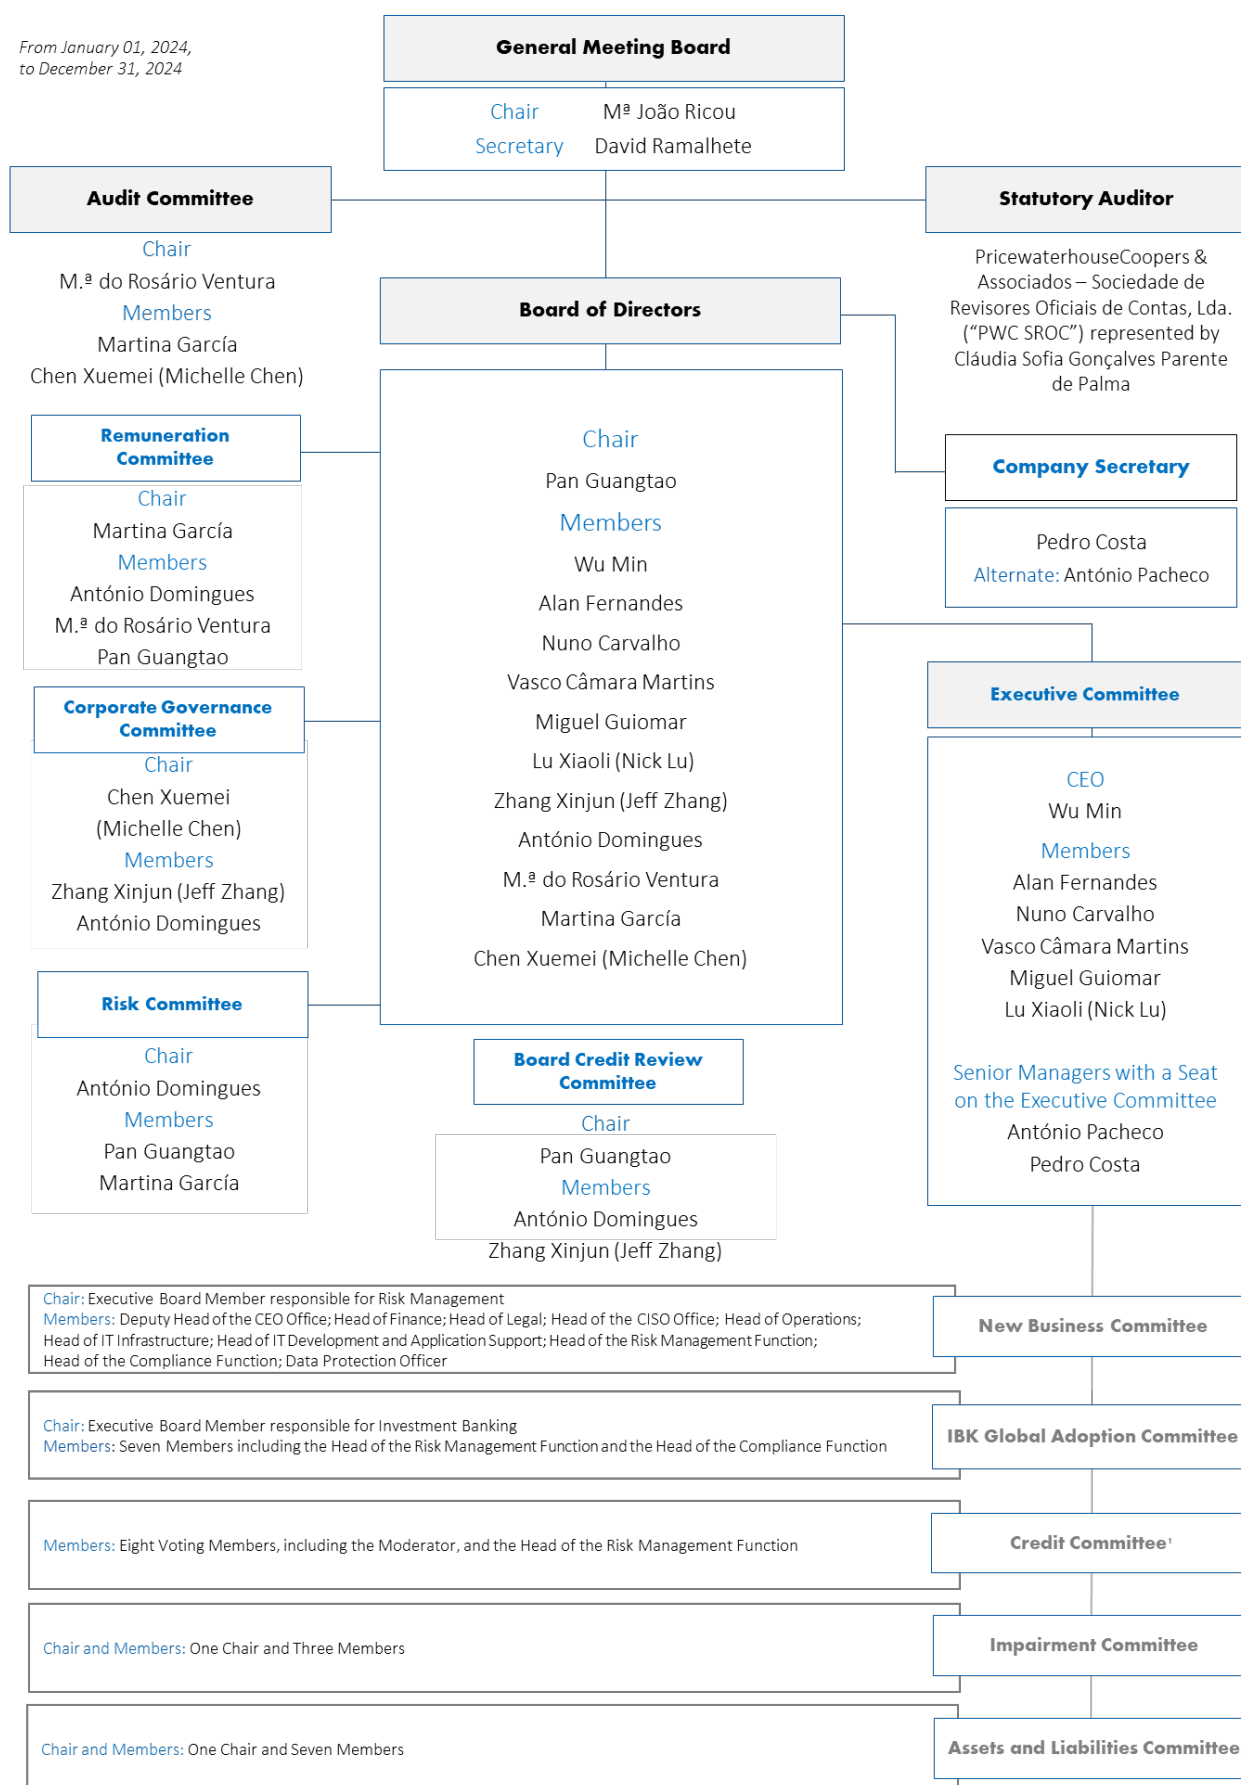 From January 01, 2024,
to December 31, 2024
General Meeting Board
Chair Mª João Ricou
Secretary David Ramalhete
Audit Committee
Chair
M.ª do Rosário Ventura
Members
Martina García
Chen Xuemei (Michelle Chen)
Statutory Auditor
PricewaterhouseCoopers &
Associados – Sociedade de
Revisores Oficiais de Contas, Lda.
(“PWC SROC”) represented by
Cláudia Sofia Gonçalves Parente
de Palma
Board of Directors
Chair
Pan Guangtao
Members
Wu Min
Alan Fernandes
Nuno Carvalho
Vasco Câmara Martins
Miguel Guiomar
Lu Xiaoli (Nick Lu)
Zhang Xinjun (Jeff Zhang)
António Domingues
M.ª do Rosário Ventura
Martina García
Chen Xuemei (Michelle Chen)
Remuneration
Committee
Chair
Martina García
Members
António Domingues
M.ª do Rosário Ventura
Pan Guangtao
Company Secretary
Pedro Costa
Alternate: António Pacheco
Corporate Governance
Committee
Chair
Chen Xuemei
(Michelle Chen)
Members
Zhang Xinjun (Jeff Zhang)
António Domingues
Executive Committee
CEO
Wu Min
Members
Alan Fernandes
Nuno Carvalho
Vasco Câmara Martins
Miguel Guiomar
Lu Xiaoli (Nick Lu)
Senior Managers with a Seat
on the Executive Committee
António Pacheco
Pedro Costa
Risk Committee
Chair
António Domingues
Members
Pan Guangtao
Martina García
Board Credit Review
Committee
Chair
Pan Guangtao
Members
António Domingues
Zhang Xinjun (Jeff Zhang)
Chair: Executive Board Member responsible for Risk Management
Members: Deputy Head of the CEO Office; Head of Finance; Head of Legal; Head of the CISO Office; Head of Operations;
Head of IT Infrastructure; Head of IT Development and Application Support; Head of the Risk Management Function;
Head of the Compliance Function; Data Protection Officer
New Business Committee
Chair: Executive Board Member responsible for Investment Banking
Members: Seven Members including the Head of the Risk Management Function and the Head of the Compliance Function
IBK Global Adoption Committee
Members: Eight Voting Members, including the Moderator, and the Head of the Risk Management Function
Credit Committee¹
Chair and Members: One Chair and Three Members
Impairment Committee
Chair and Members: One Chair and Seven Members
Assets and Liabilities Committee